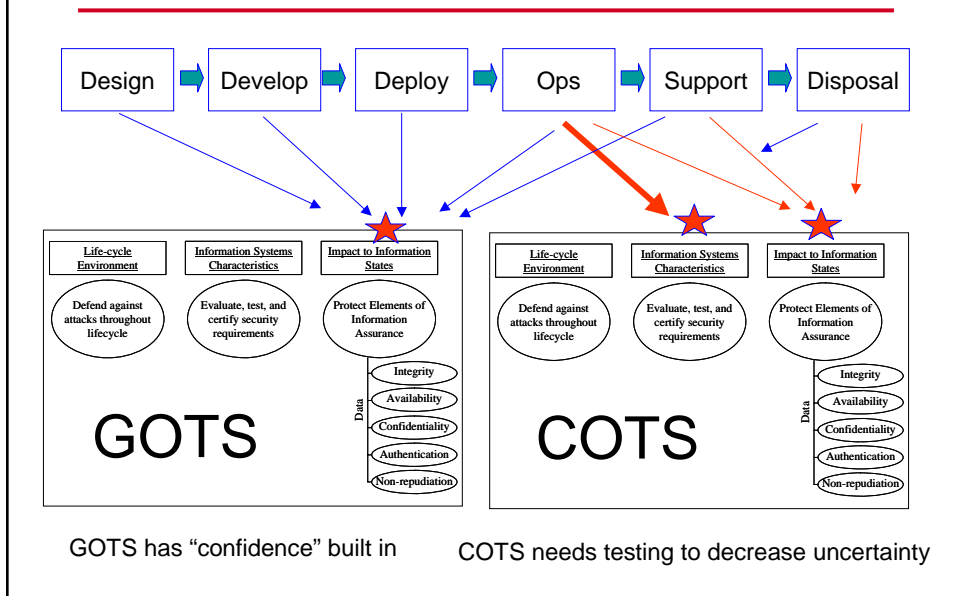 Design
Develop
Deploy
Ops
Support
Disposal
Life-cycle
Environment
Information Systems
Characteristics
Impact to Information
States
Defend against
attacks throughout
lifecycle
Evaluate, test, and
certify security
requirements
Protect Elements of
Information
Assurance
Data
Integrity
Availability
Confidentiality
Authentication
Non-repudiation
GOTS
Life-cycle
Environment
Information Systems
Characteristics
Impact to Information
States
Defend against
attacks throughout
lifecycle
Evaluate, test, and
certify security
requirements
Protect Elements of
Information
Assurance
Data
Integrity
Availability
Confidentiality
Authentication
Non-repudiation
COTS
GOTS has “confidence” built in
COTS needs testing to decrease uncertainty